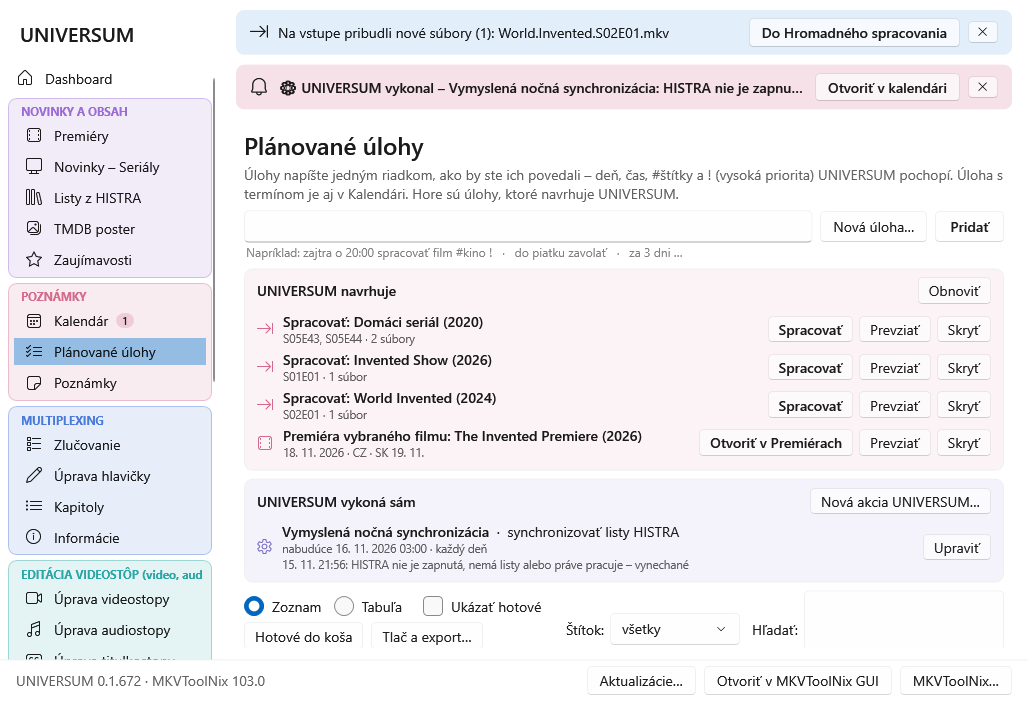 UNIVERSUM
Dashboard
NOVINKY A OBSAH
Premiéry
Novinky – Seriály
Listy z HISTRA
TMDB poster
Zaujímavosti
POZNÁMKY
Kalendár 1
Plánované úlohy
Poznámky
MULTIPLEXING
Zlučovanie
Úprava hlavičky
Kapitoly
Informácie
EDITÁCIA VIDEOSTÔP (video, aud
Úprava videostopy
Úprava audiostopy
Na vstupe pribudli nové súbory (1): World.Invented.S02E01.mkv
Do Hromadného spracovania
UNIVERSUM vykonal – Vymyslená nočná synchronizácia: HISTRA nie je zapnu...
Otvoriť v kalendári
Plánované úlohy
Úlohy napíšte jedným riadkom, ako by ste ich povedali – deň, čas, #štítky a ! (vysoká priorita) UNIVERSUM pochopí. Úloha s
termínom je aj v Kalendári. Hore sú úlohy, ktoré navrhuje UNIVERSUM.
Nová úloha...
Pridať
Napríklad: zajtra o 20:00 spracovať film #kino ! · do piatku zavolať · za 3 dni ...
UNIVERSUM navrhuje
Obnoviť
Spracovať: Domáci seriál (2020)
S05E43, S05E44 · 2 súbory
Spracovať Prevziať Skryť
Spracovať: Invented Show (2026)
S01E01 · 1 súbor
Spracovať Prevziať Skryť
Spracovať: World Invented (2024)
S02E01 · 1 súbor
Spracovať Prevziať Skryť
Premiéra vybraného filmu: The Invented Premiere (2026)
18. 11. 2026 · CZ · SK 19. 11.
Otvoriť v Premiérach Prevziať Skryť
UNIVERSUM vykoná sám
Nová akcia UNIVERSUM...
Vymyslená nočná synchronizácia · synchronizovať listy HISTRA
nabudúce 16. 11. 2026 03:00 · každý deň
15. 11. 21:56: HISTRA nie je zapnutá, nemá listy alebo práve pracuje – vynechané
Upraviť
Zoznam Tabuľa Ukázať hotové
Hotové do koša Tlač a export...
Štítok: všetky Hľadať:
UNIVERSUM 0.1.672 · MKVToolNix 103.0
Aktualizácie... Otvoriť v MKVToolNix GUI MKVToolNix...